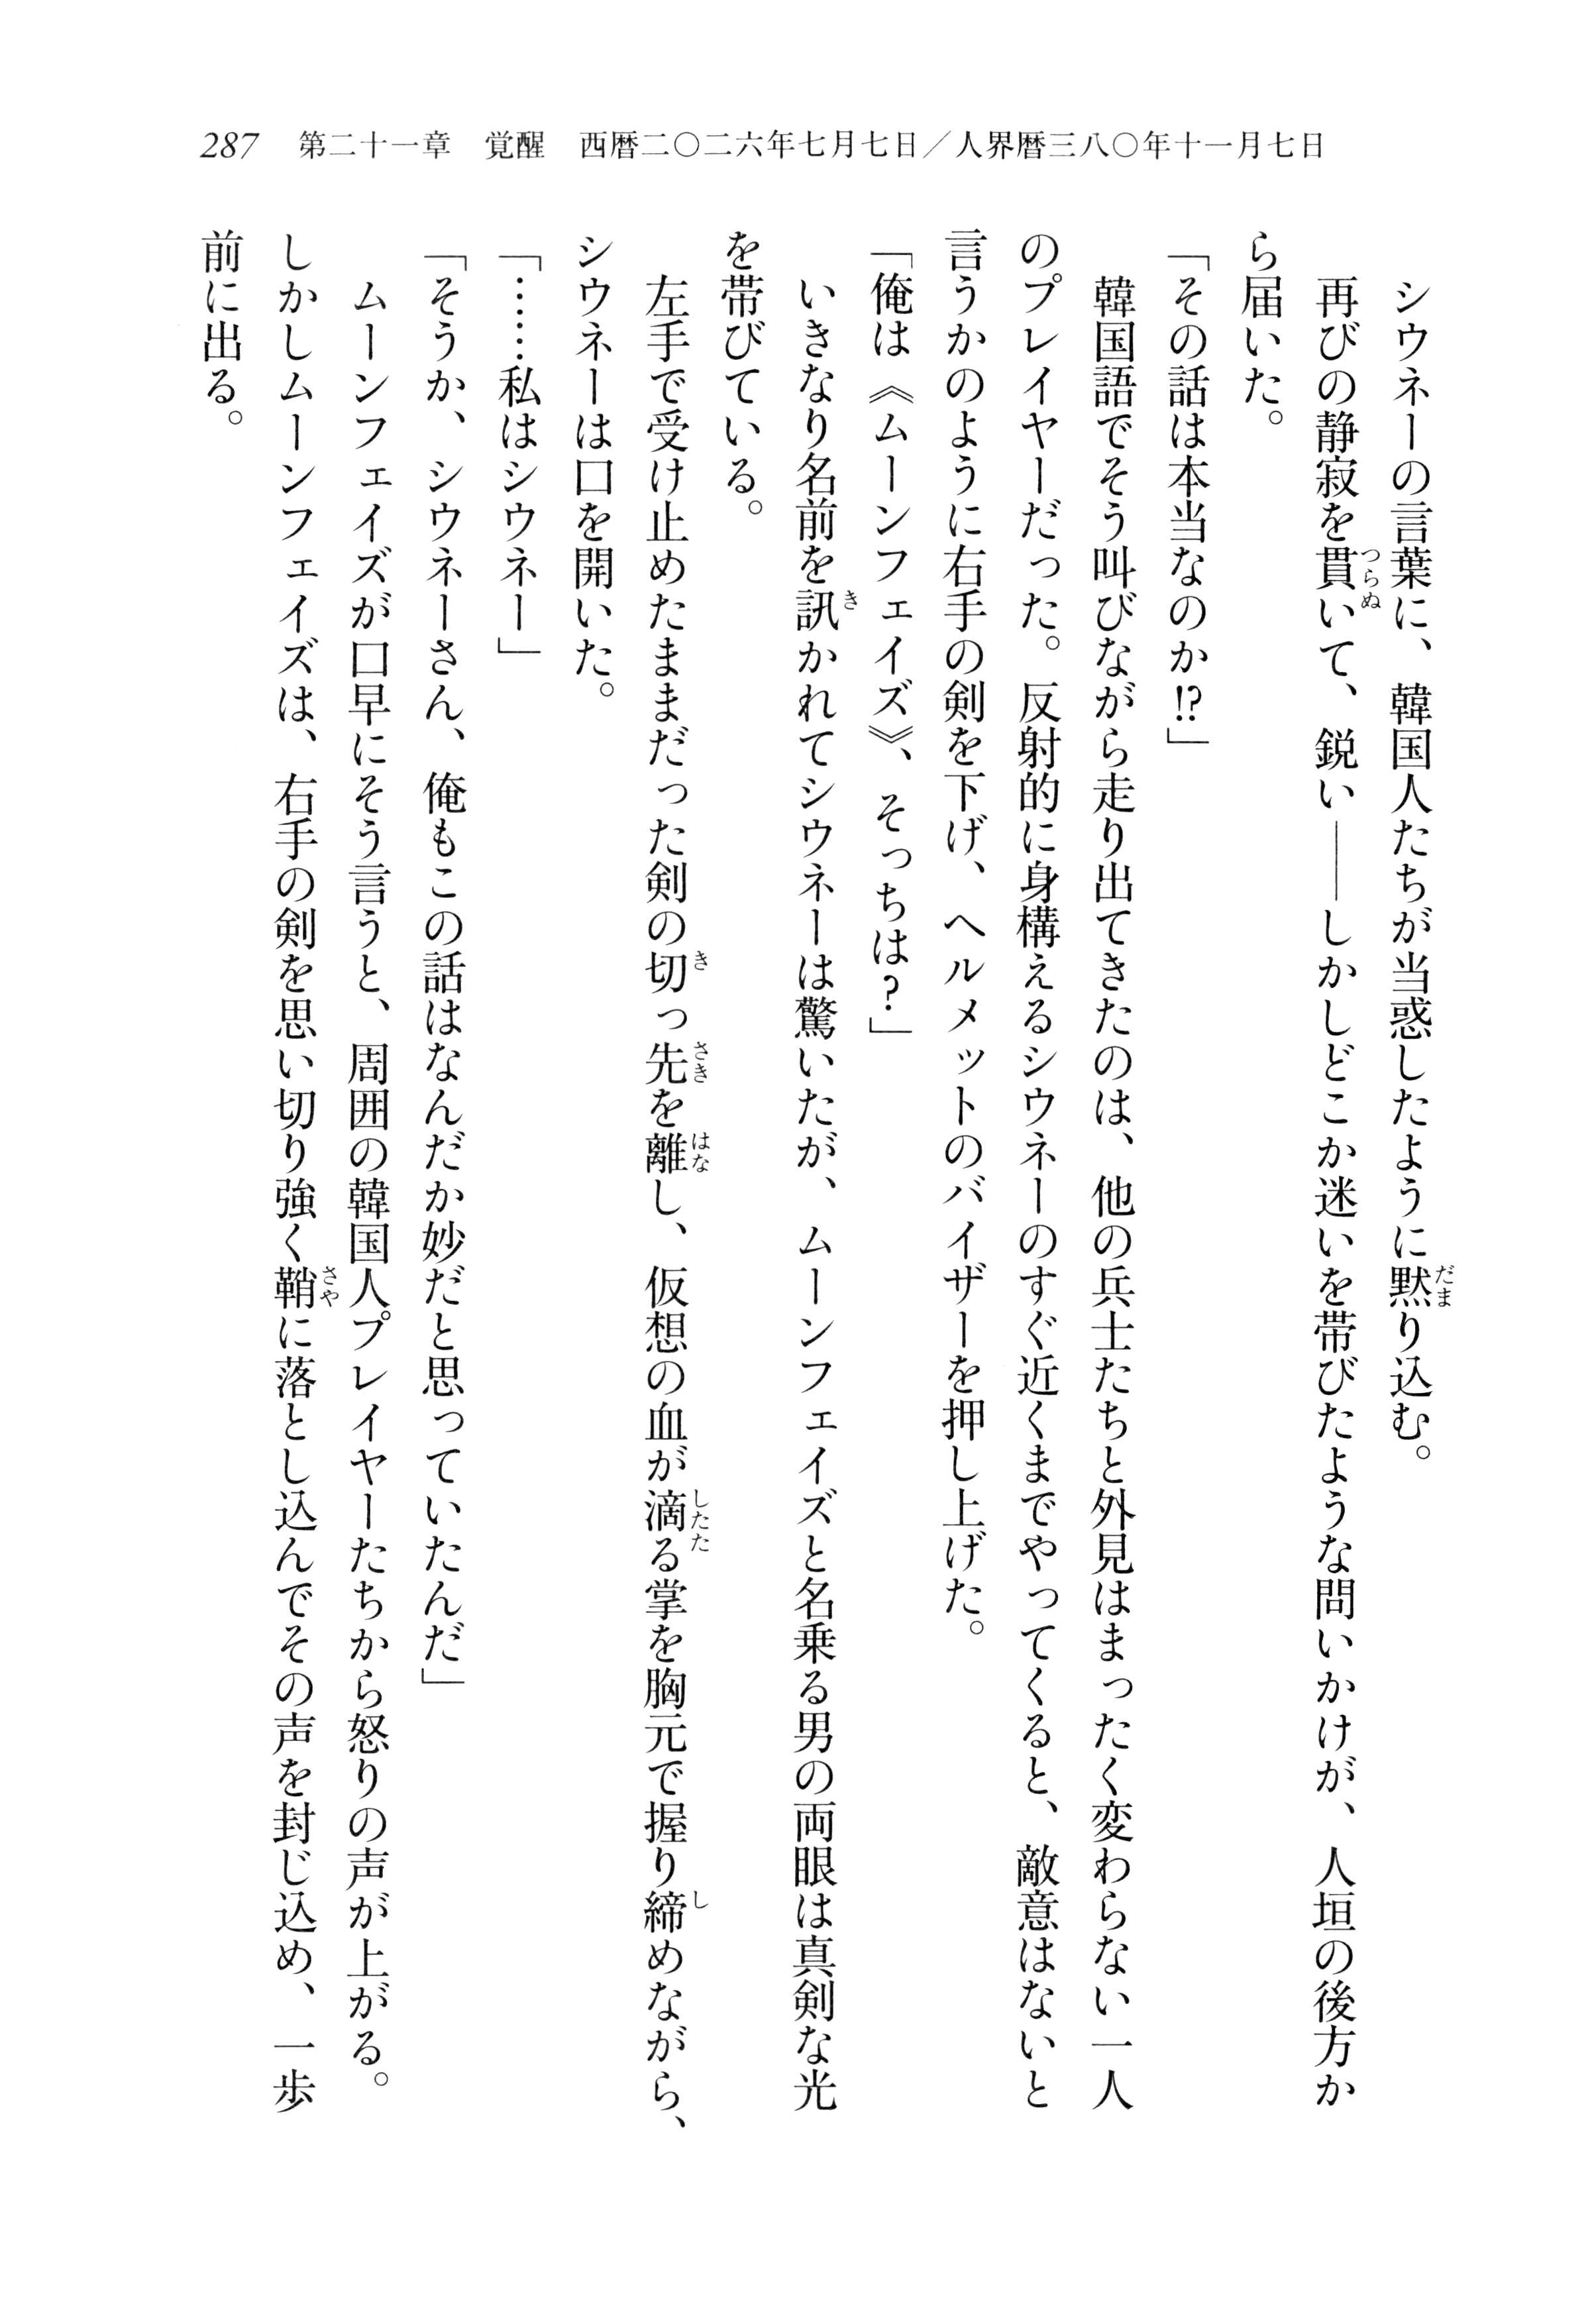 287 第二十一章 覚醒 西暦二〇二六年七月七日／人界暦三八〇年十一月七日
　シウネーの言葉に、韓国人たちが当惑したように黙り込む。
　再びの静寂を貫いて、鋭い――しかしどこか迷いを帯びたような問いかけが、人垣の後方か
ら届いた。
「その話は本当なのか!?」
　韓国語でそう叫びながら走り出てきたのは、他の兵士たちと外見はまったく変わらない一人
のプレイヤーだった。反射的に身構えるシウネーのすぐ近くまでやってくると、敵意はないと
言うかのように右手の剣を下げ、ヘルメットのバイザーを押し上げた。
「俺は《ムーンフェイズ》、そっちは？」
　いきなり名前を訊かれてシウネーは驚いたが、ムーンフェイズと名乗る男の両眼は真剣な光
を帯びている。
　左手で受け止めたままだった剣の切っ先を離し、仮想の血が滴る掌を胸元で握り締めながら、
シウネーは口を開いた。
「……私はシウネー」
「そうか、シウネーさん、俺もこの話はなんだか妙だと思っていたんだ」
　ムーンフェイズが口早にそう言うと、周囲の韓国人プレイヤーたちから怒りの声が上がる。
しかしムーンフェイズは、右手の剣を思い切り強く鞘に落とし込んでその声を封じ込め、一歩
前に出る。